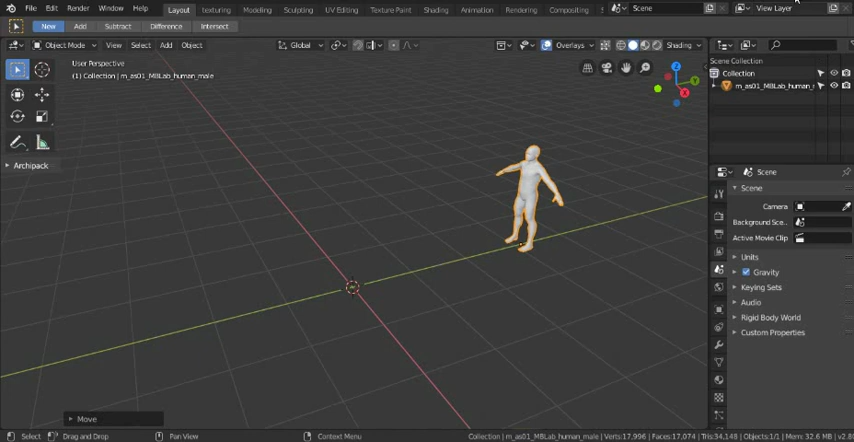 File Edit Render Window Help Layout texturing Modeling Sculpting UV Editing Texture Paint Shading Animation Rendering Compositing Scene View Layer
New Add Subtract Difference Intersect
Object Mode View Select Add Object Global Overlays Shading
User Perspective
(1) Collection | m_as01_MBLab_human_male
Archipack
Move
Z
Y
X
Scene Collection
Collection
m_as01_MBLab_human_
Scene
Scene
Camera
Background Sce..
Active Movie Clip
Units
Gravity
Keying Sets
Audio
Rigid Body World
Custom Properties
Select Drag and Drop Pan View Context Menu Collection | m_as01_MBLab_human_male | Verts:17,996 | Faces:17,074 | Tris:34,148 | Objects:1/1 | Mem: 32.6 MB | v2.8